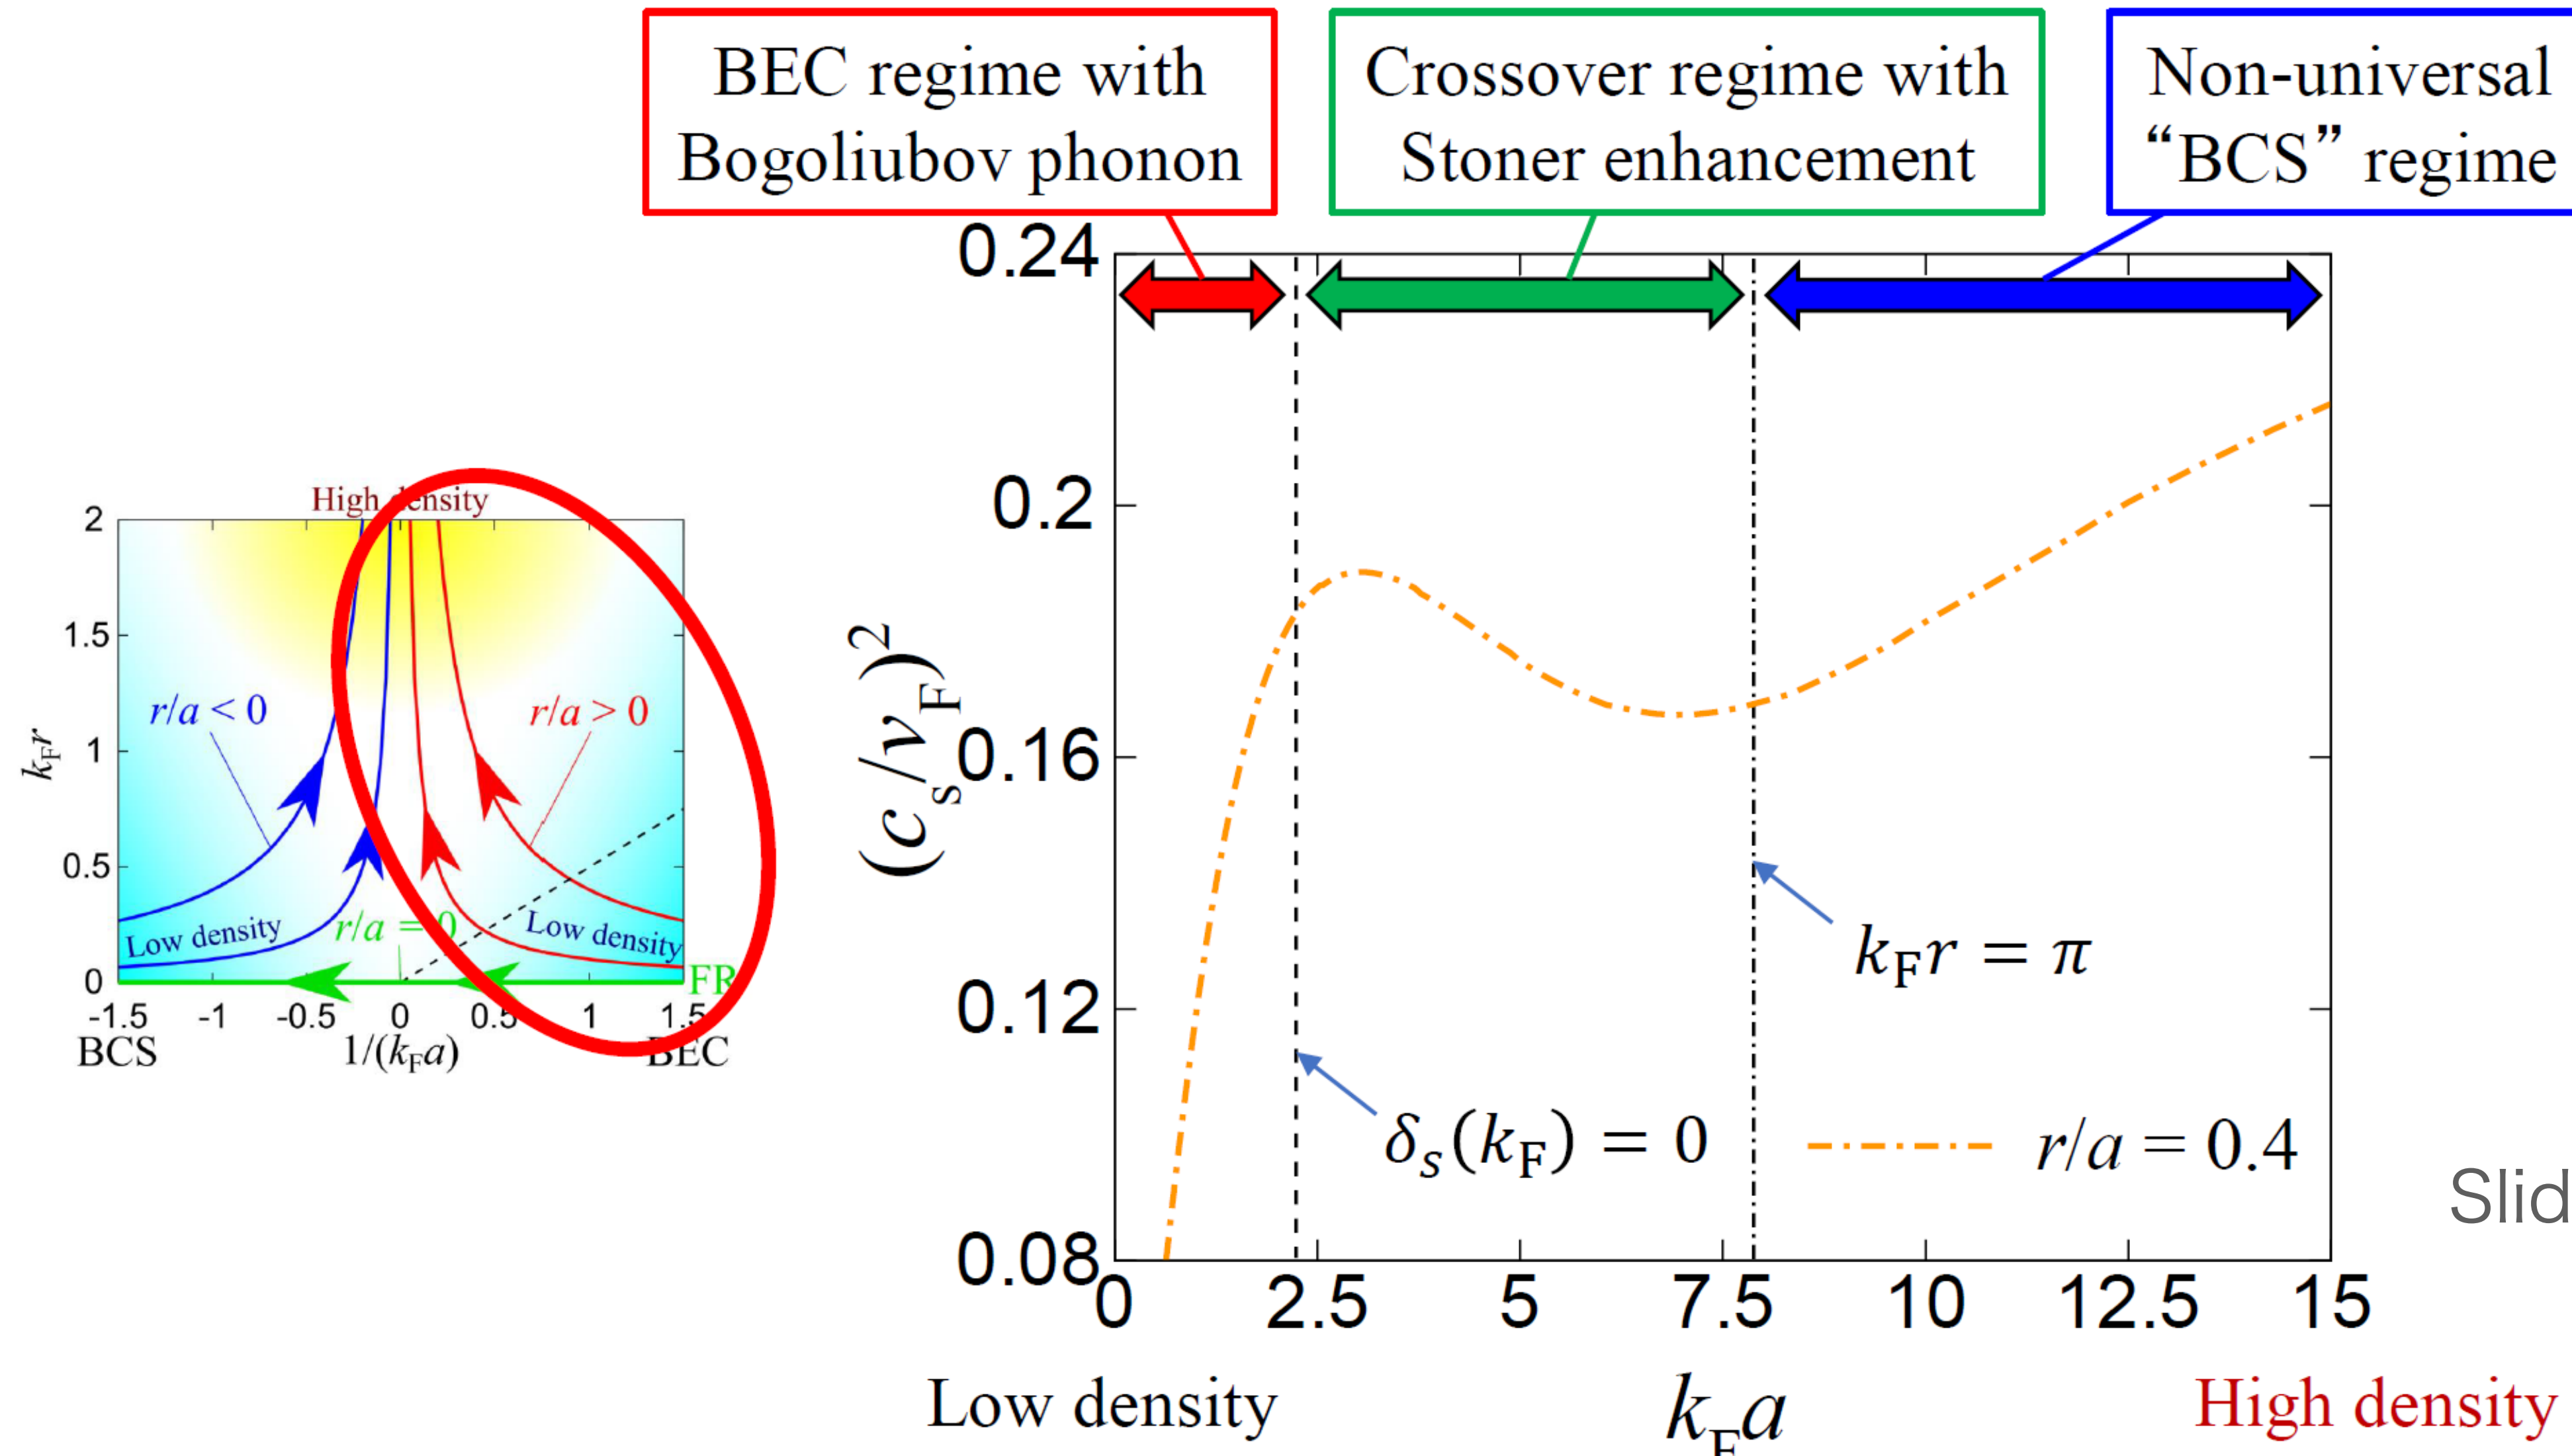 BEC regime with
Bogoliubov phonon
Crossover regime with
Stoner enhancement
Non-universal
“BCS” regime
High density
2
1.5
1
0.5
0
k_F r
r/a < 0
r/a > 0
r/a = 0
Low density
Low density
FR
-1.5
-1
-0.5
0
0.5
1
1.5
BCS
1/(k_F a)
BEC
0.24
0.2
0.16
0.12
0.08
(c_s/v_F)²
k_F r = π
δ_s(k_F) = 0
r/a = 0.4
0
2.5
5
7.5
10
12.5
15
Low density
k_F a
High density